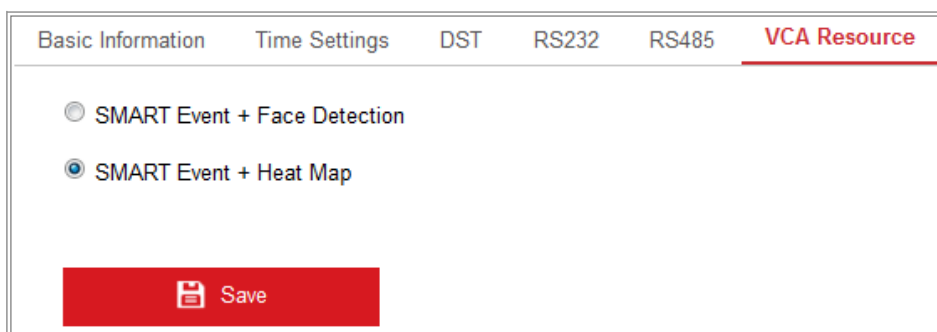 Basic Information Time Settings DST RS232 RS485 VCA Resource
SMART Event + Face Detection
SMART Event + Heat Map
Save